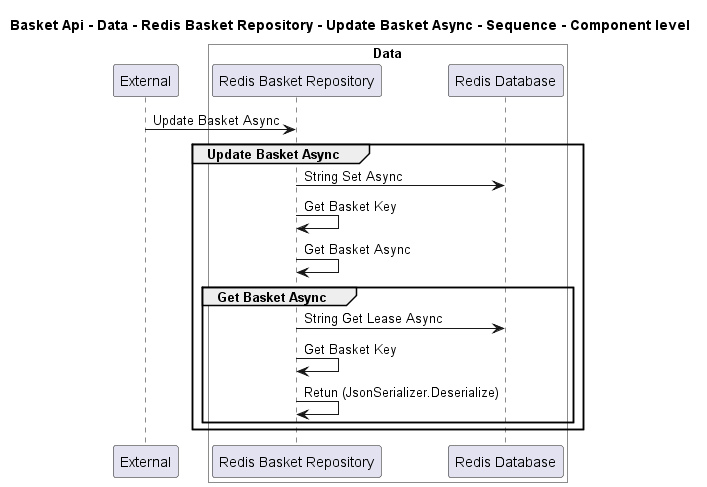 Basket Api - Data - Redis Basket Repository - Update Basket Async - Sequence - Component level
Data
External
Redis Basket Repository
Redis Database
Update Basket Async
Update Basket Async
String Set Async
Get Basket Key
Get Basket Async
Get Basket Async
String Get Lease Async
Get Basket Key
Retun (JsonSerializer.Deserialize)
External
Redis Basket Repository
Redis Database